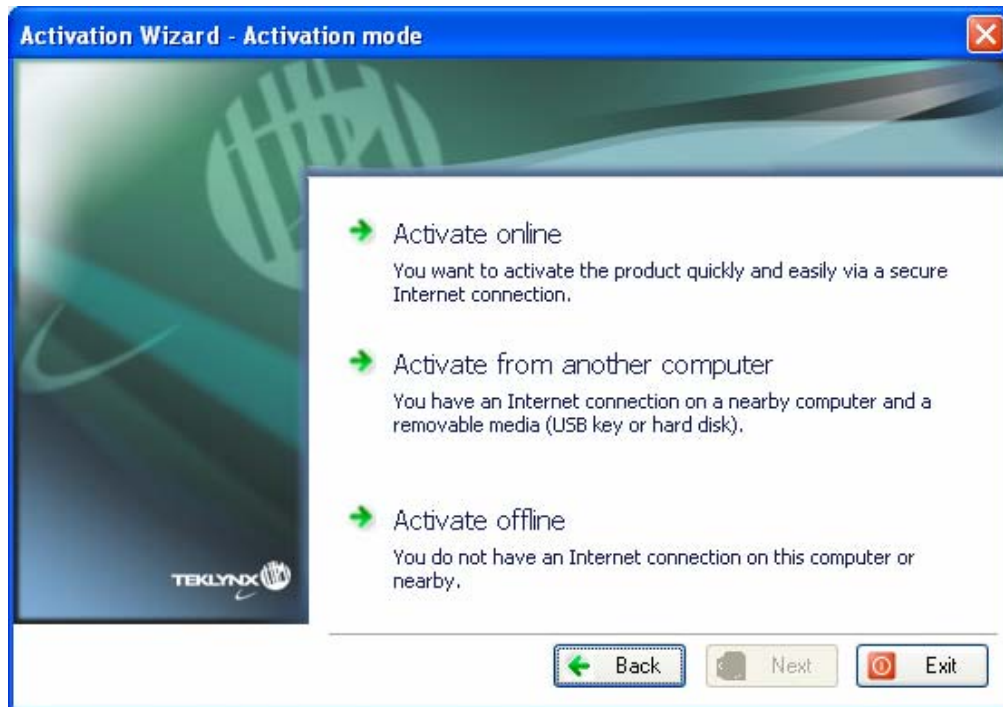 Activation Wizard - Activation mode
Activate online
You want to activate the product quickly and easily via a secure
Internet connection.
Activate from another computer
You have an Internet connection on a nearby computer and a
removable media (USB key or hard disk).
Activate offline
You do not have an Internet connection on this computer or
nearby.
TEKLYNX
Back
Next
Exit